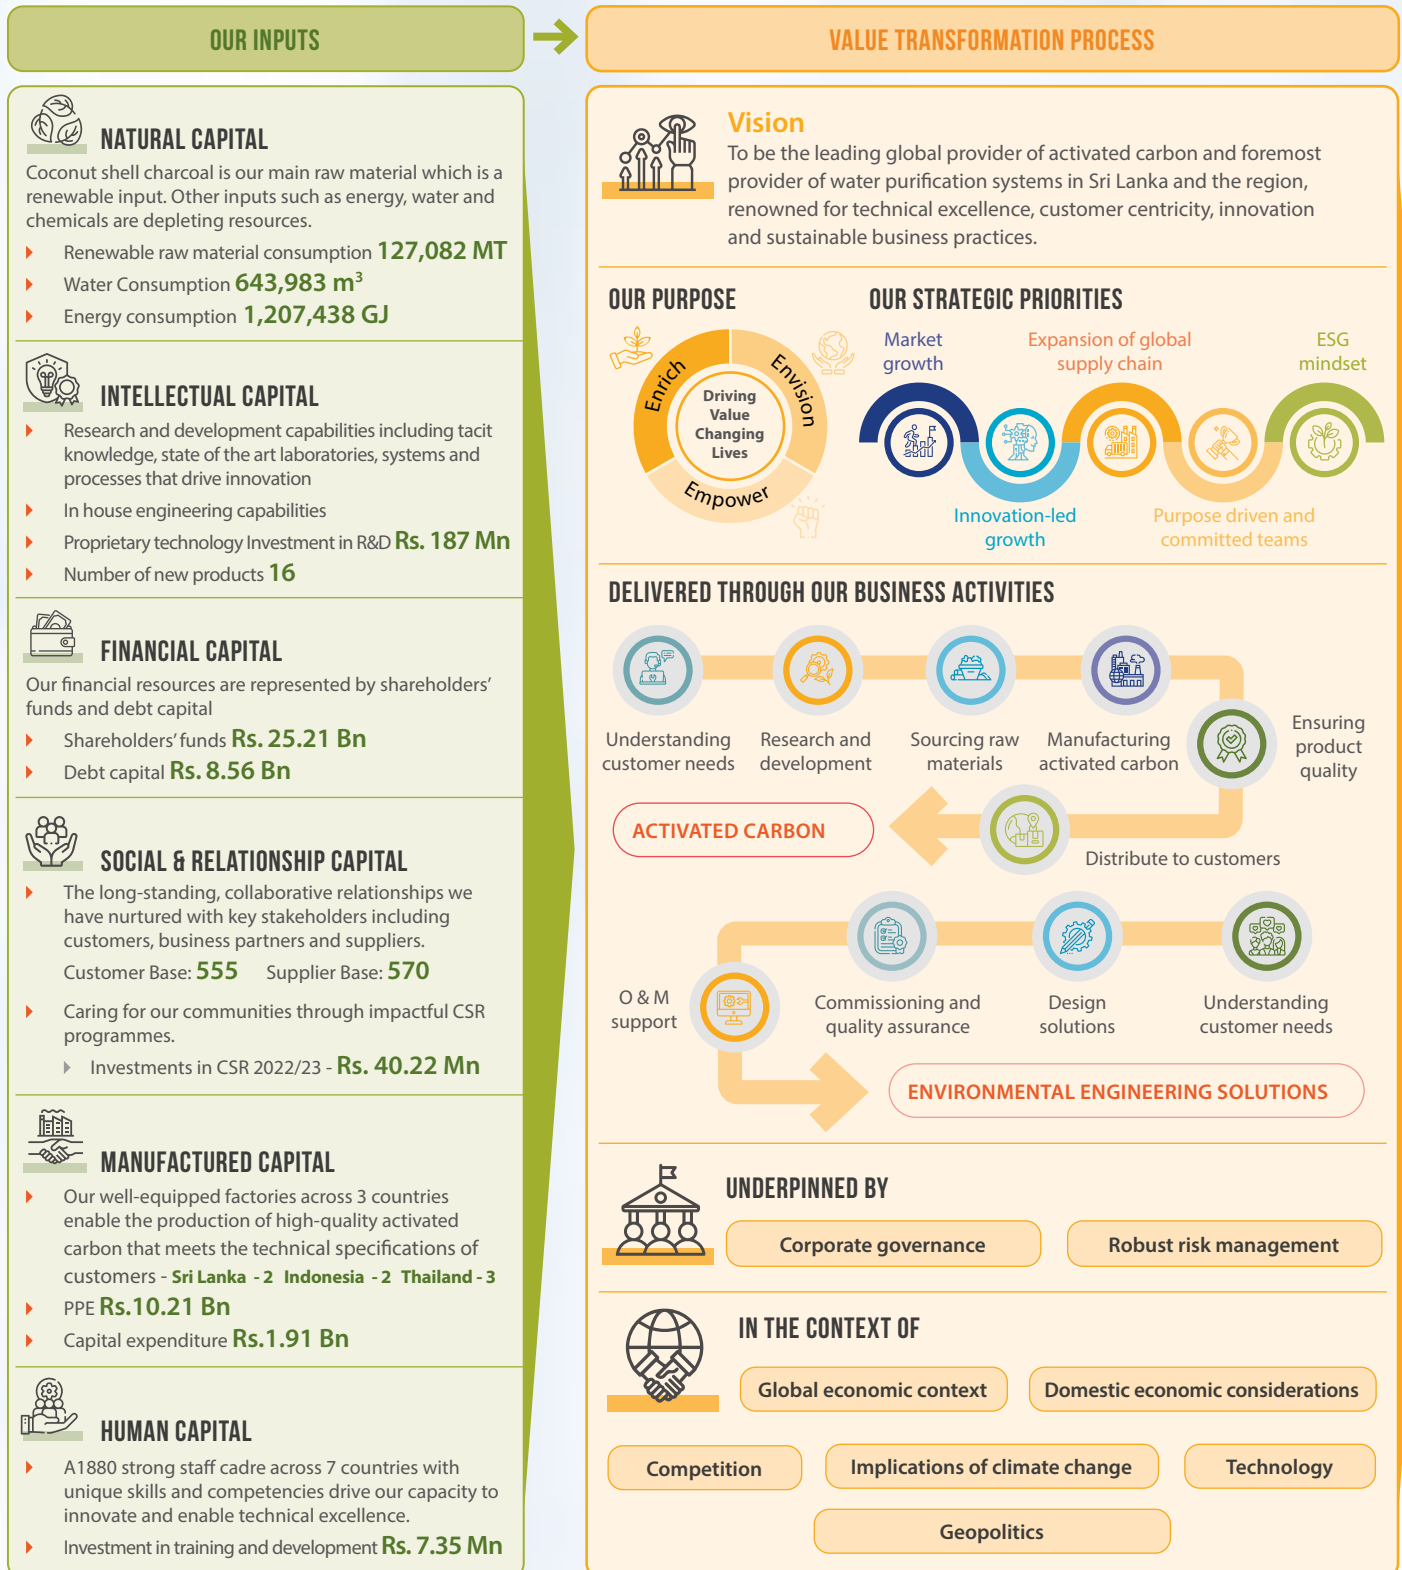 OUR INPUTS
NATURAL CAPITAL
Coconut shell charcoal is our main raw material which is a
renewable input. Other inputs such as energy, water and
chemicals are depleting resources.
Renewable raw material consumption 127,082 MT
Water Consumption 643,983 m³
Energy consumption 1,207,438 GJ
INTELLECTUAL CAPITAL
Research and development capabilities including tacit
knowledge, state of the art laboratories, systems and
processes that drive innovation
In house engineering capabilities
Proprietary technology Investment in R&D Rs. 187 Mn
Number of new products 16
FINANCIAL CAPITAL
Our financial resources are represented by shareholders'
funds and debt capital
Shareholders' funds Rs. 25.21 Bn
Debt capital Rs. 8.56 Bn
SOCIAL & RELATIONSHIP CAPITAL
The long-standing, collaborative relationships we
have nurtured with key stakeholders including
customers, business partners and suppliers.
Customer Base: 555 Supplier Base: 570
Caring for our communities through impactful CSR
programmes.
Investments in CSR 2022/23 - Rs. 40.22 Mn
MANUFACTURED CAPITAL
Our well-equipped factories across 3 countries
enable the production of high-quality activated
carbon that meets the technical specifications of
customers - Sri Lanka - 2 Indonesia - 2 Thailand - 3
PPE Rs.10.21 Bn
Capital expenditure Rs.1.91 Bn
HUMAN CAPITAL
A1880 strong staff cadre across 7 countries with
unique skills and competencies drive our capacity to
innovate and enable technical excellence.
Investment in training and development Rs. 7.35 Mn
VALUE TRANSFORMATION PROCESS
Vision
To be the leading global provider of activated carbon and foremost
provider of water purification systems in Sri Lanka and the region,
renowned for technical excellence, customer centricity, innovation
and sustainable business practices.
OUR PURPOSE
Enrich
Envision
Empower
Driving
Value
Changing
Lives
OUR STRATEGIC PRIORITIES
Market
growth
Expansion of global
supply chain
ESG
mindset
Innovation-led
growth
Purpose driven and
committed teams
DELIVERED THROUGH OUR BUSINESS ACTIVITIES
Understanding
customer needs
Research and
development
Sourcing raw
materials
Manufacturing
activated carbon
Ensuring
product
quality
ACTIVATED CARBON
Distribute to customers
O & M
support
Commissioning and
quality assurance
Design
solutions
Understanding
customer needs
ENVIRONMENTAL ENGINEERING SOLUTIONS
UNDERPINNED BY
Corporate governance
Robust risk management
IN THE CONTEXT OF
Global economic context
Domestic economic considerations
Competition
Implications of climate change
Technology
Geopolitics